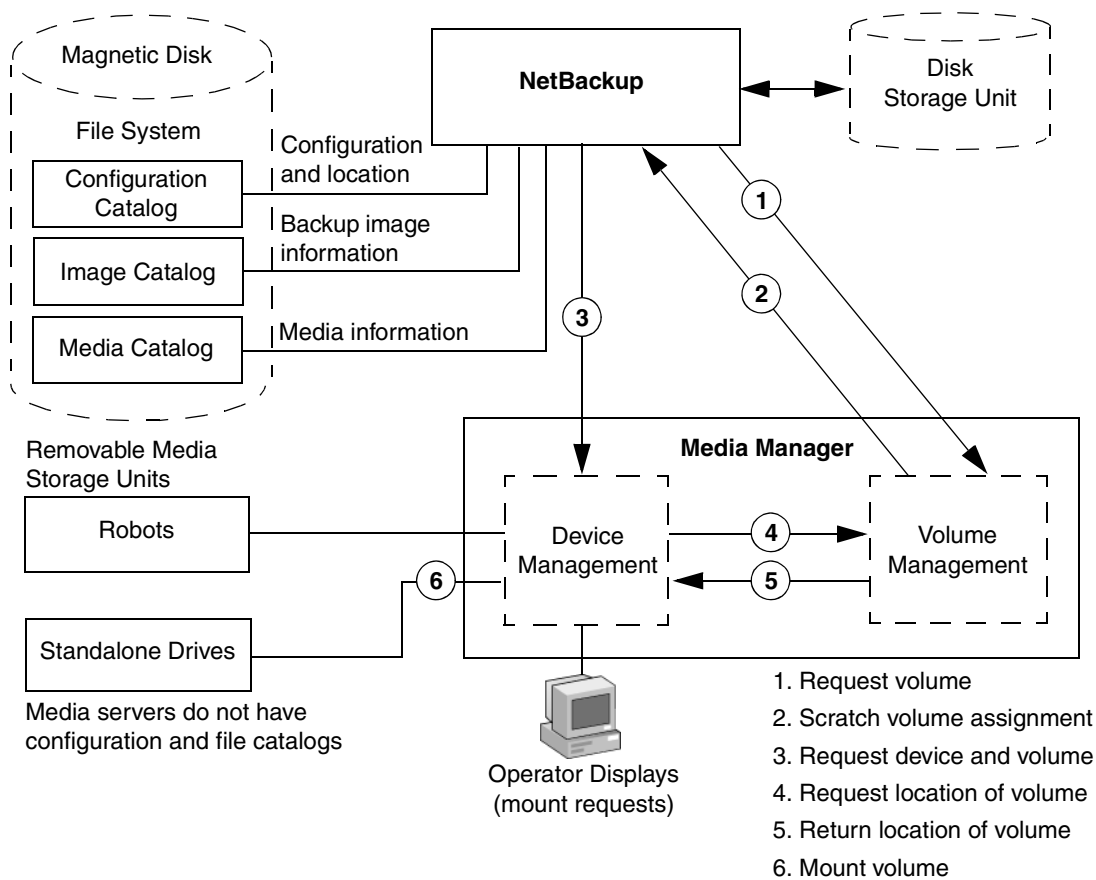 Magnetic Disk
File System
Configuration
Catalog
Image Catalog
Media Catalog
Configuration
and location
Backup image
information
Media information
NetBackup
Disk
Storage Unit
1
2
3
Removable Media
Storage Units
Robots
Standalone Drives
Media servers do not have
configuration and file catalogs
Media Manager
Device
Management
4
5
6
Volume
Management
Operator Displays
(mount requests)
1. Request volume
2. Scratch volume assignment
3. Request device and volume
4. Request location of volume
5. Return location of volume
6. Mount volume